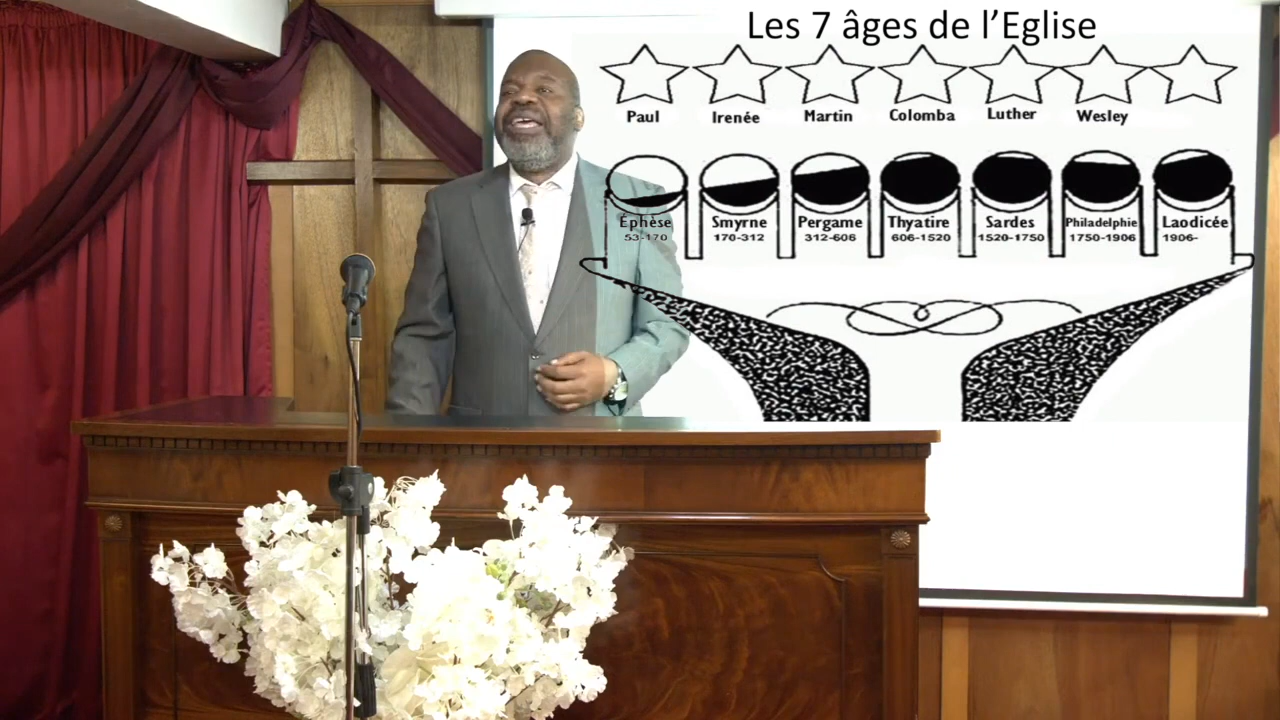 Les 7 âges de l’Eglise
Paul Irenée Martin Colomba Luther Wesley
Éphèse Smyrne Pergame Thyatire Sardes Philadelphie Laodicée
53-170 170-312 312-606 606-1520 1520-1750 1750-1906 1906-